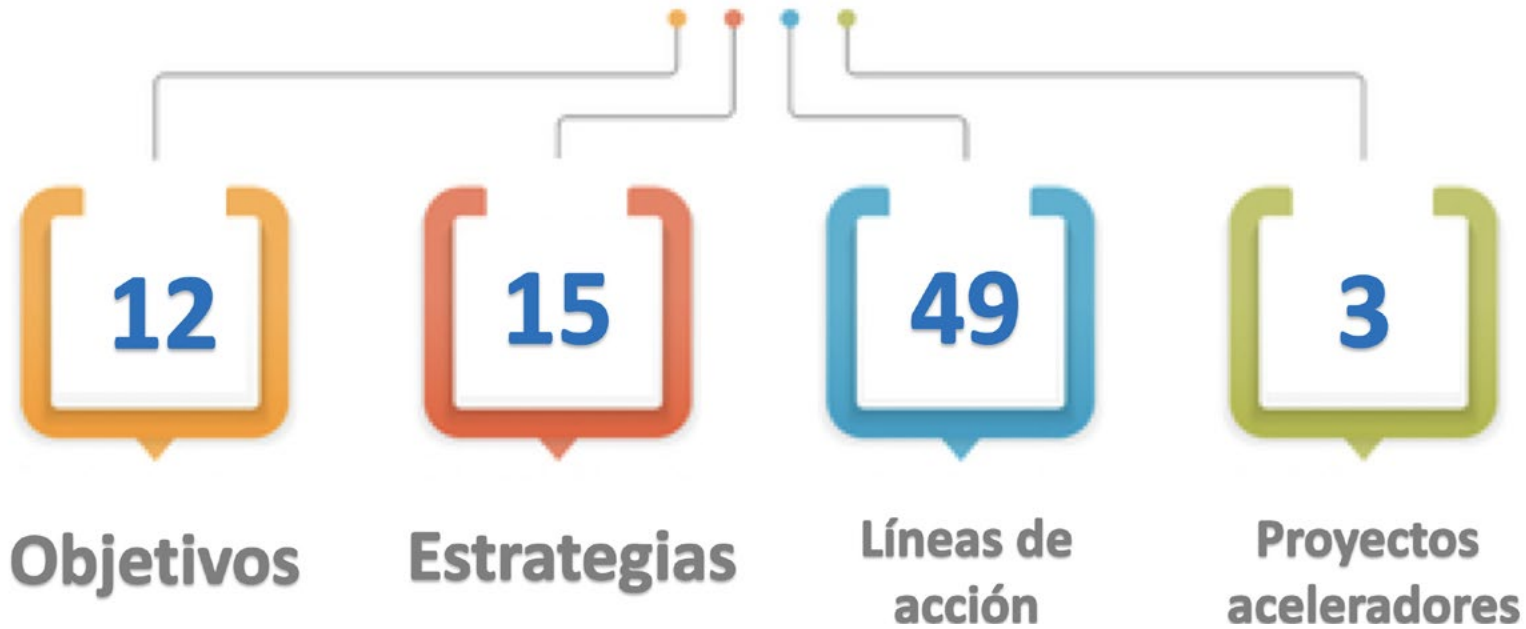 12
15
49
3
Objetivos
Estrategias
Líneas de
acción
Proyectos
aceleradores